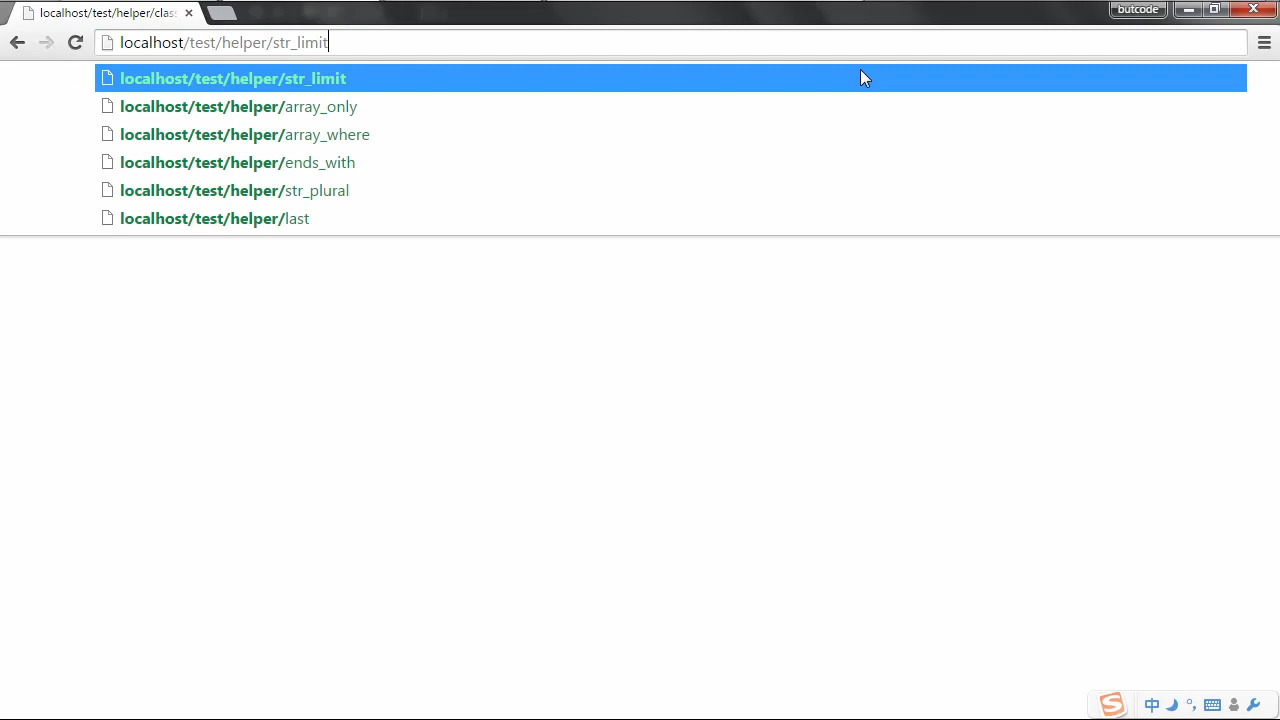 localhost/test/helper/clas
butcode
localhost/test/helper/str_limit
localhost/test/helper/str_limit
localhost/test/helper/array_only
localhost/test/helper/array_where
localhost/test/helper/ends_with
localhost/test/helper/str_plural
localhost/test/helper/last
S 中